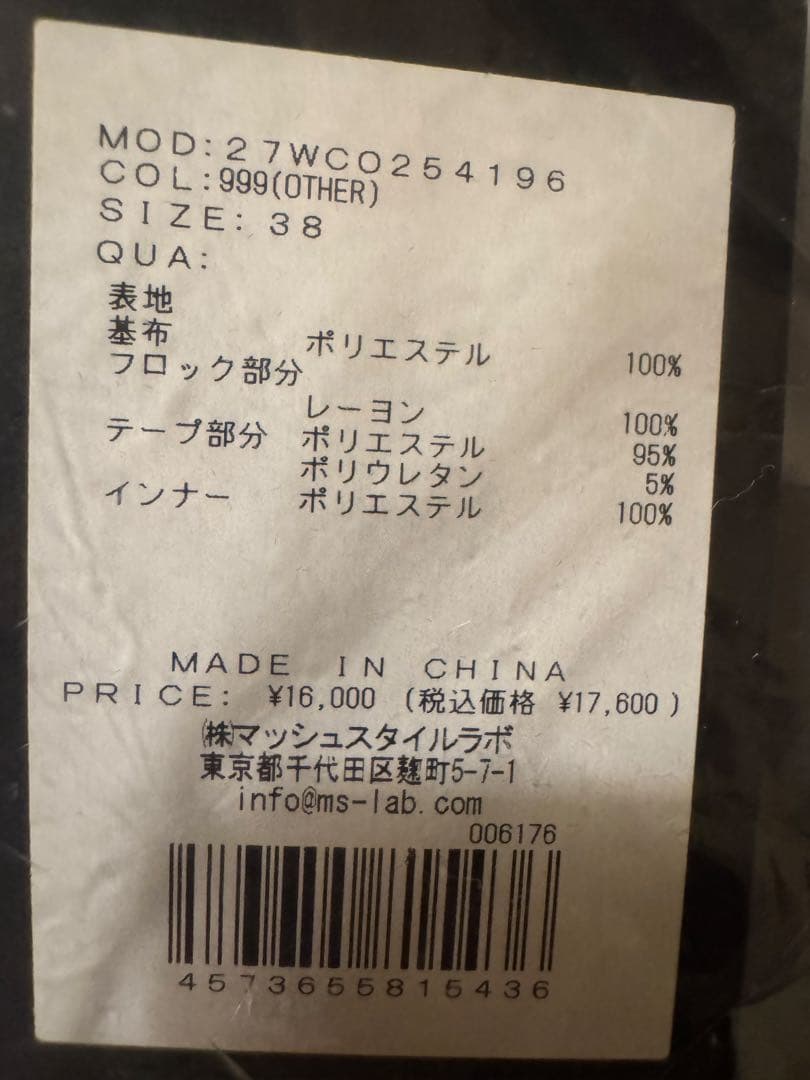 MOD:27WCO254196
COL:999(OTHER)
SIZE:38
QUA:
表地
基布 ポリエステル 100%
フロック部分
レーヨン 100%
テープ部分 ポリエステル 95%
ポリウレタン 5%
インナー ポリエステル 100%
MADE IN CHINA
PRICE: ¥16,000 (税込価格 ¥17,600)
㈱マッシュスタイルラボ
東京都千代田区麹町5-7-1
info@ms-lab.com
006176
4573655815436